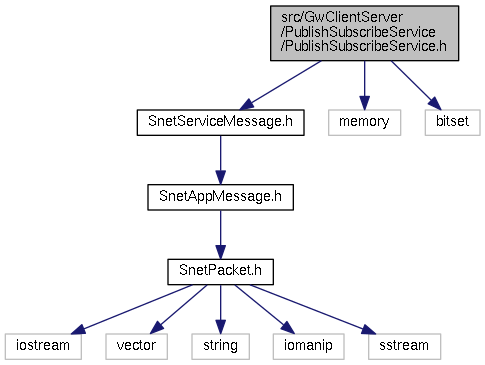 src/GwClientServer
/PublishSubscribeService
/PublishSubscribeService.h
SnetServiceMessage.h
memory
bitset
SnetAppMessage.h
SnetPacket.h
iostream
vector
string
iomanip
sstream